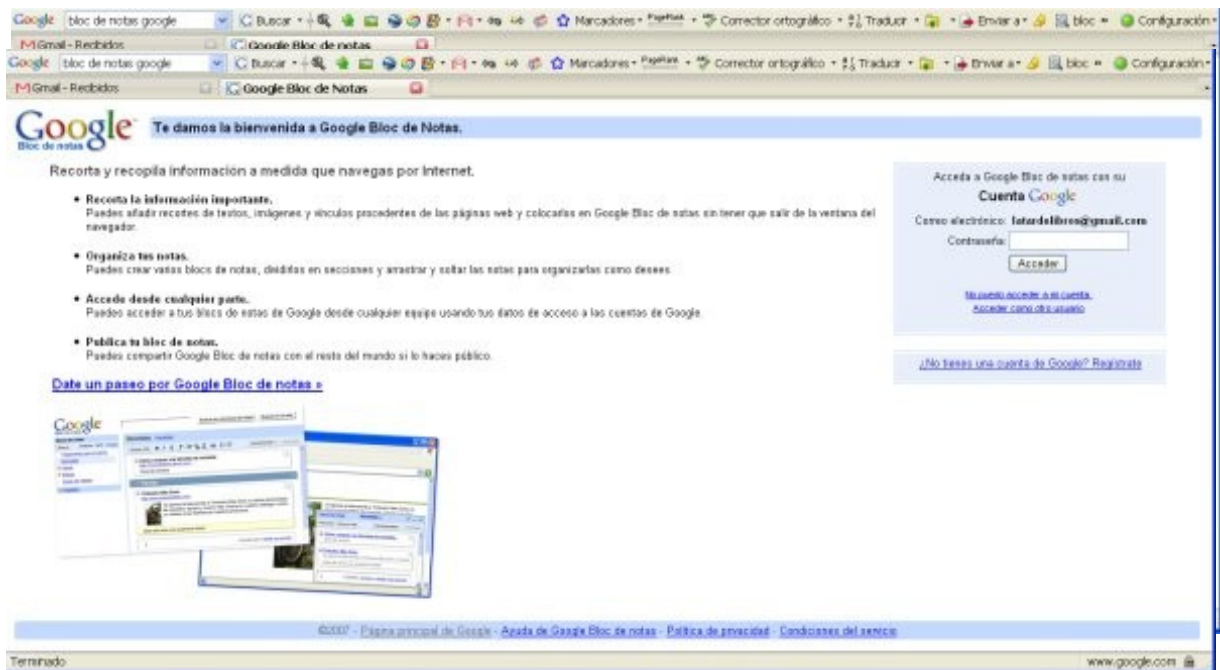 Google bloc de notas google Buscar Marcadores PageRank Corrector ortográfico Traducir Enviar a bloc Configuración
Gmail - Recibidos Google Bloc de notas
Google bloc de notas google Buscar Marcadores PageRank Corrector ortográfico Traducir Enviar a bloc Configuración
Gmail - Recibidos Google Bloc de Notas
Google Te damos la bienvenida a Google Bloc de Notas.
Bloc de notas
Recorta y recopila información a medida que navegas por Internet.
• Recorta la información importante.
Puedes añadir recortes de textos, imágenes y vínculos procedentes de las páginas web y colocarlos en Google Bloc de notas sin tener que salir de la ventana del
navegador.
• Organiza tus notas.
Puedes crear varios blocs de notas, dividirlos en secciones y arrastrar y soltar las notas para organizarlas como desees.
• Accede desde cualquier parte.
Puedes acceder a tus blocs de notas de Google desde cualquier equipo usando tus datos de acceso a las cuentas de Google.
• Publica tu bloc de notas.
Puedes compartir Google Bloc de notas con el resto del mundo si lo haces público.
Date un paseo por Google Bloc de notas »
Acceda a Google Bloc de notas con su
Cuenta Google
Correo electrónico: latardelibros@gmail.com
Contraseña:
Acceder
No puedo acceder a mi cuenta.
Acceder como otro usuario
¿No tienes una cuenta de Google? Regístrate
Google
©2007 - Página principal de Google - Ayuda de Google Bloc de notas - Política de privacidad - Condiciones del servicio
Terminado www.google.com